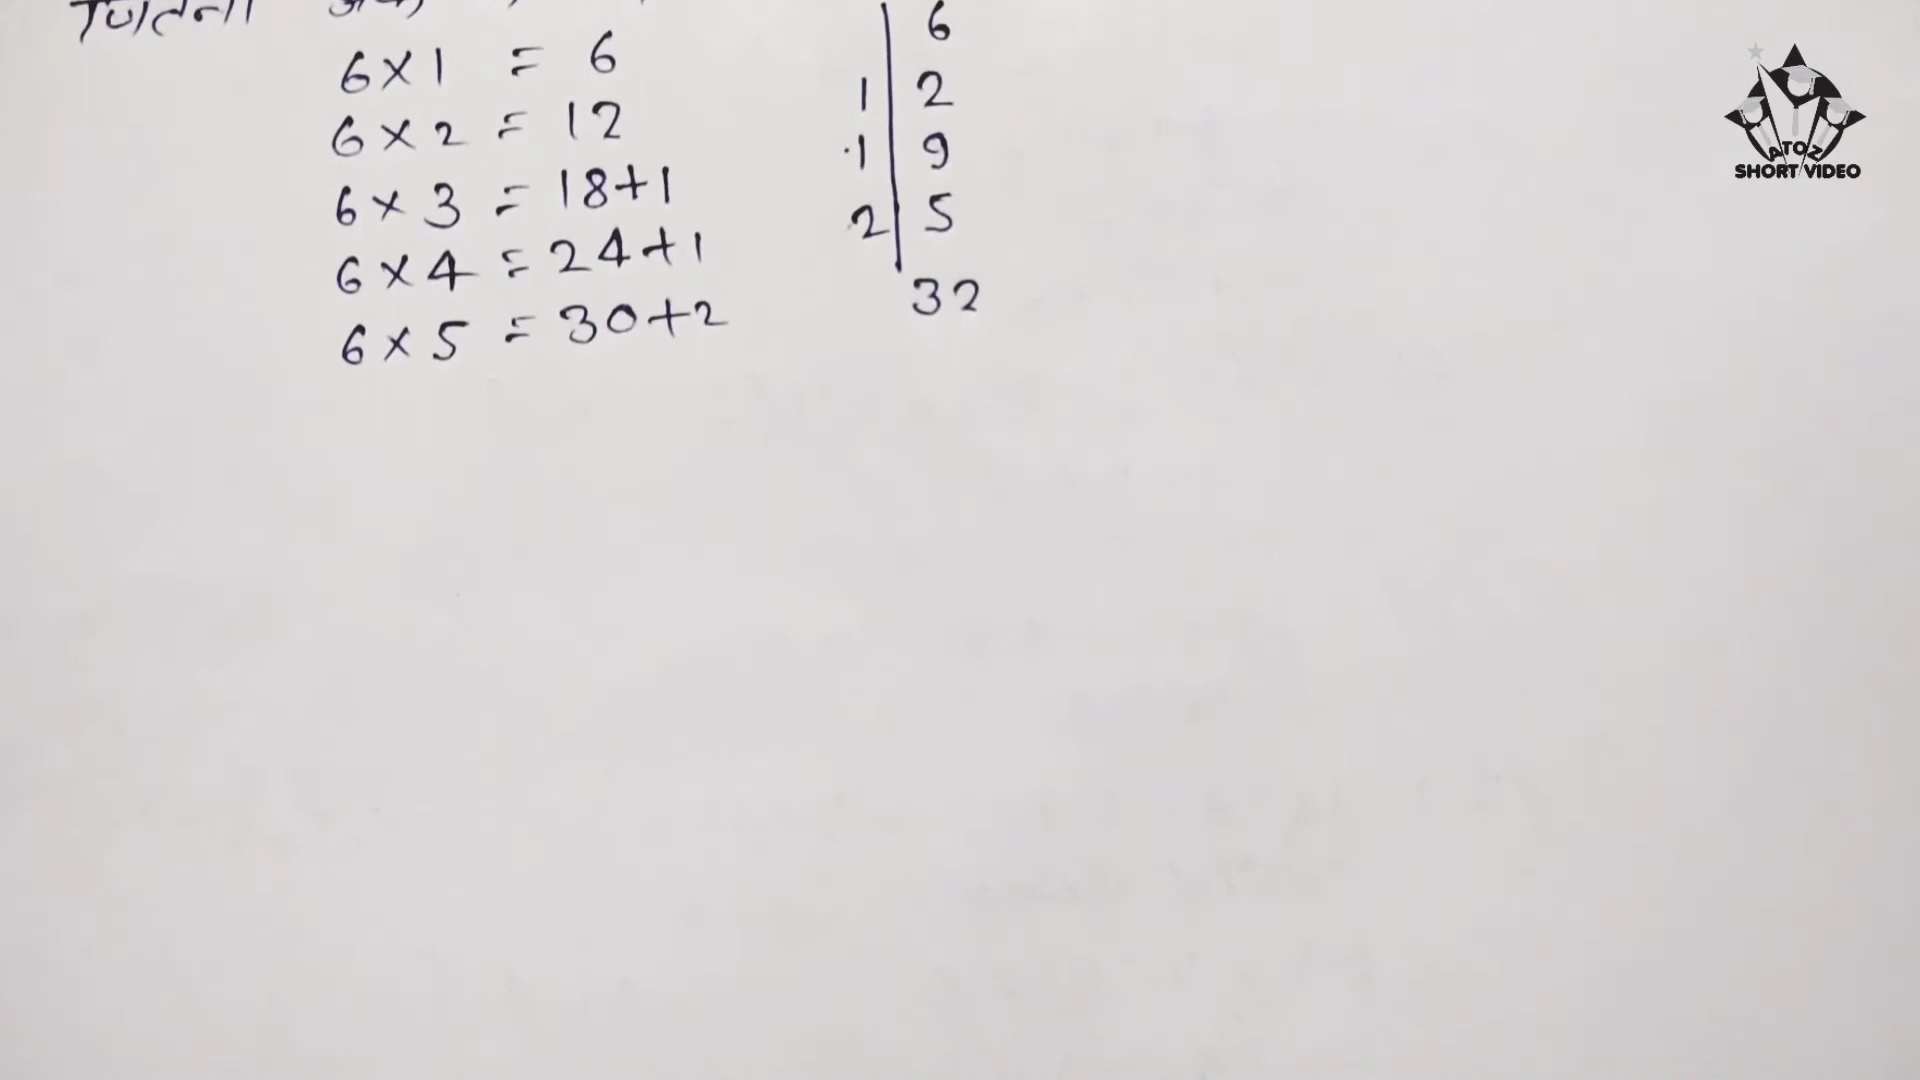 6×1 = 6
6×2 = 12
6×3 = 18+1
6×4 = 24+1
6×5 = 30+2
6
1 2
1 9
2 5
32
ATOZ
SHORT VIDEO